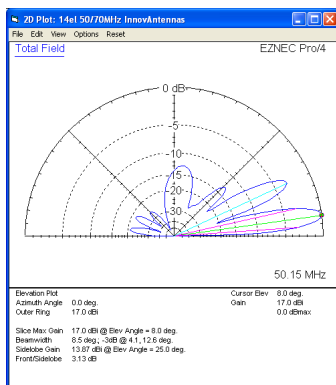 2D Plot: 14el 50/70MHz InnovAntennas
File Edit View Options Reset
Total Field EZNEC Pro/4
0 dB
-5
-10
-15
-20
-30
50.15 MHz
Elevation Plot Cursor Elev 8.0 deg.
Azimuth Angle 0.0 deg. Gain 17.0 dBi
Outer Ring 17.0 dBi 0.0 dBmax
Slice Max Gain 17.0 dBi @ Elev Angle = 8.0 deg.
Beamwidth 8.5 deg.; -3dB @ 4.1, 12.6 deg.
Sidelobe Gain 13.87 dBi @ Elev Angle = 25.0 deg.
Front/Sidelobe 3.13 dB